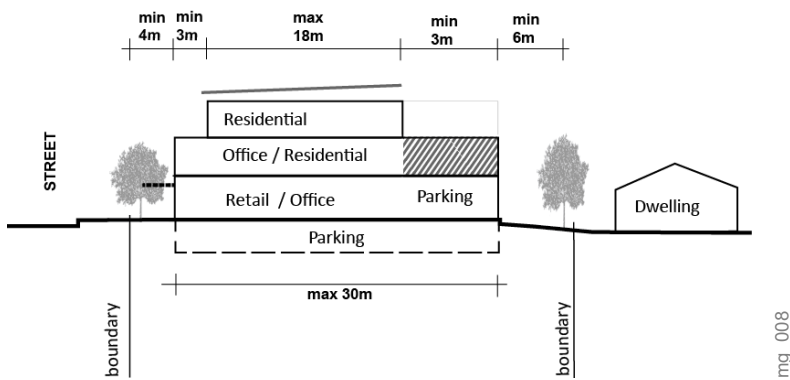 min
4m
min
3m
max
18m
min
3m
min
6m
Residential
Office / Residential
STREET
Retail / Office
Parking
Dwelling
Parking
max 30m
boundary
boundary
mg 008